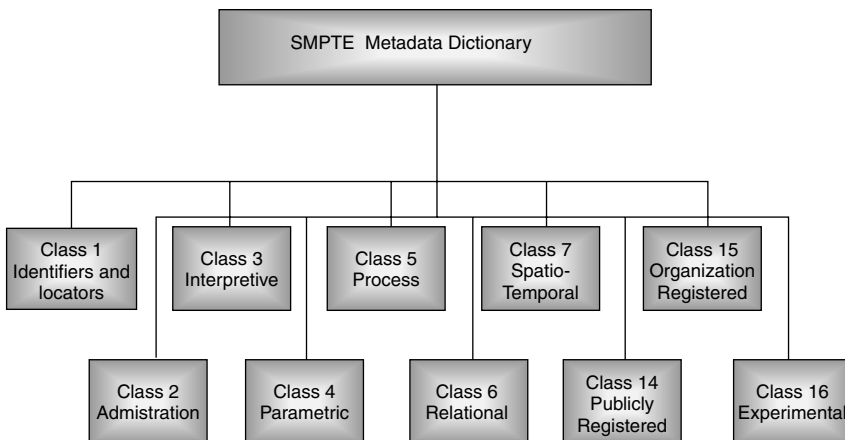 SMPTE Metadata Dictionary
Class 1
Identifiers and
locators
Class 3
Interpretive
Class 5
Process
Class 7
Spatio-
Temporal
Class 15
Organization
Registered
Class 2
Admistration
Class 4
Parametric
Class 6
Relational
Class 14
Publicly
Registered
Class 16
Experimental